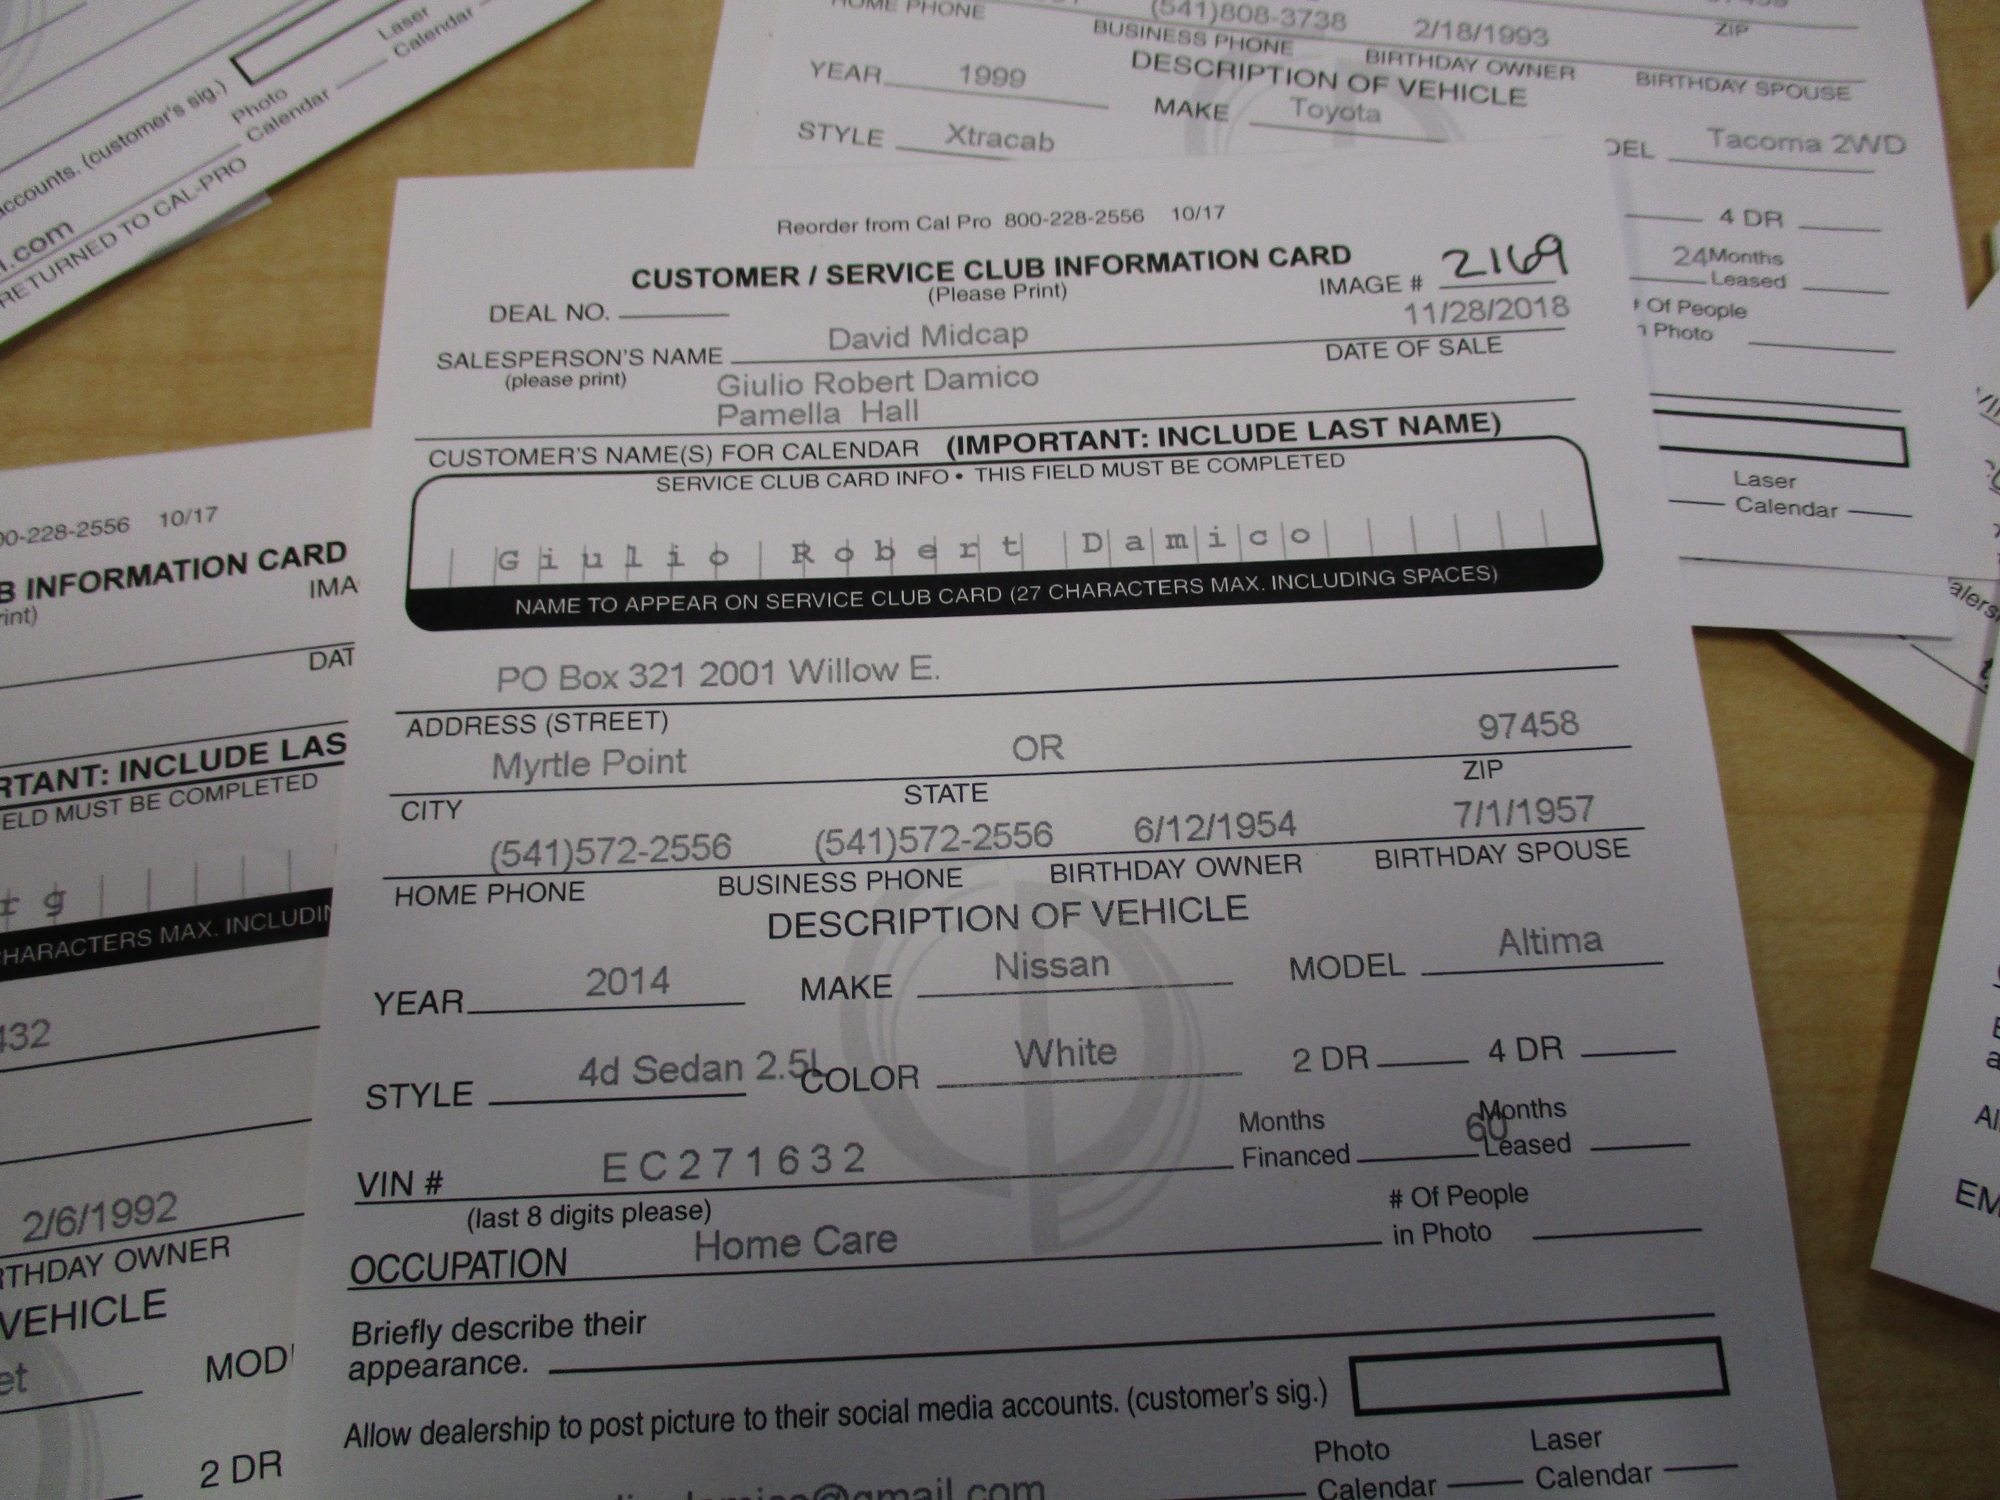 Laser
Calendar
Photo
Calendar
accounts. (customer's sig.)
.com
RETURNED TO CAL-PRO
HOME PHONE
(541)808-3738
BUSINESS PHONE
2/18/1993
BIRTHDAY OWNER
ZIP
BIRTHDAY SPOUSE
DESCRIPTION OF VEHICLE
YEAR 1999
MAKE Toyota
STYLE Xtracab
DEL Tacoma 2WD
4 DR
24 Months
Leased
# Of People
n Photo
Laser
Calendar
Reorder from Cal Pro 800-228-2556 10/17
CUSTOMER / SERVICE CLUB INFORMATION CARD
(Please Print)
IMAGE # 2169
DEAL NO.
David Midcap 11/28/2018
SALESPERSON'S NAME DATE OF SALE
(please print)
Giulio Robert Damico
Pamella Hall
CUSTOMER'S NAME(S) FOR CALENDAR (IMPORTANT: INCLUDE LAST NAME)
SERVICE CLUB CARD INFO • THIS FIELD MUST BE COMPLETED
Giulio Robert Damico
NAME TO APPEAR ON SERVICE CLUB CARD (27 CHARACTERS MAX. INCLUDING SPACES)
PO Box 321 2001 Willow E.
ADDRESS (STREET)
Myrtle Point OR 97458
CITY STATE ZIP
(541)572-2556 (541)572-2556 6/12/1954 7/1/1957
HOME PHONE BUSINESS PHONE BIRTHDAY OWNER BIRTHDAY SPOUSE
DESCRIPTION OF VEHICLE
YEAR 2014 MAKE Nissan MODEL Altima
STYLE 4d Sedan 2.5L COLOR White 2 DR 4 DR
VIN # EC271632
(last 8 digits please)
Months
Financed 60
Months
Leased
OCCUPATION Home Care
# Of People
in Photo
Briefly describe their
appearance.
Allow dealership to post picture to their social media accounts. (customer's sig.)
Photo
Calendar
Laser
Calendar
@gmail.com
00-228-2556 10/17
B INFORMATION CARD
rint)
IMA
DAT
RTANT: INCLUDE LAS
ELD MUST BE COMPLETED
rg
CHARACTERS MAX. INCLUDIN
432
2/6/1992
RTHDAY OWNER
VEHICLE
et
MOD
2 DR
alers
EM